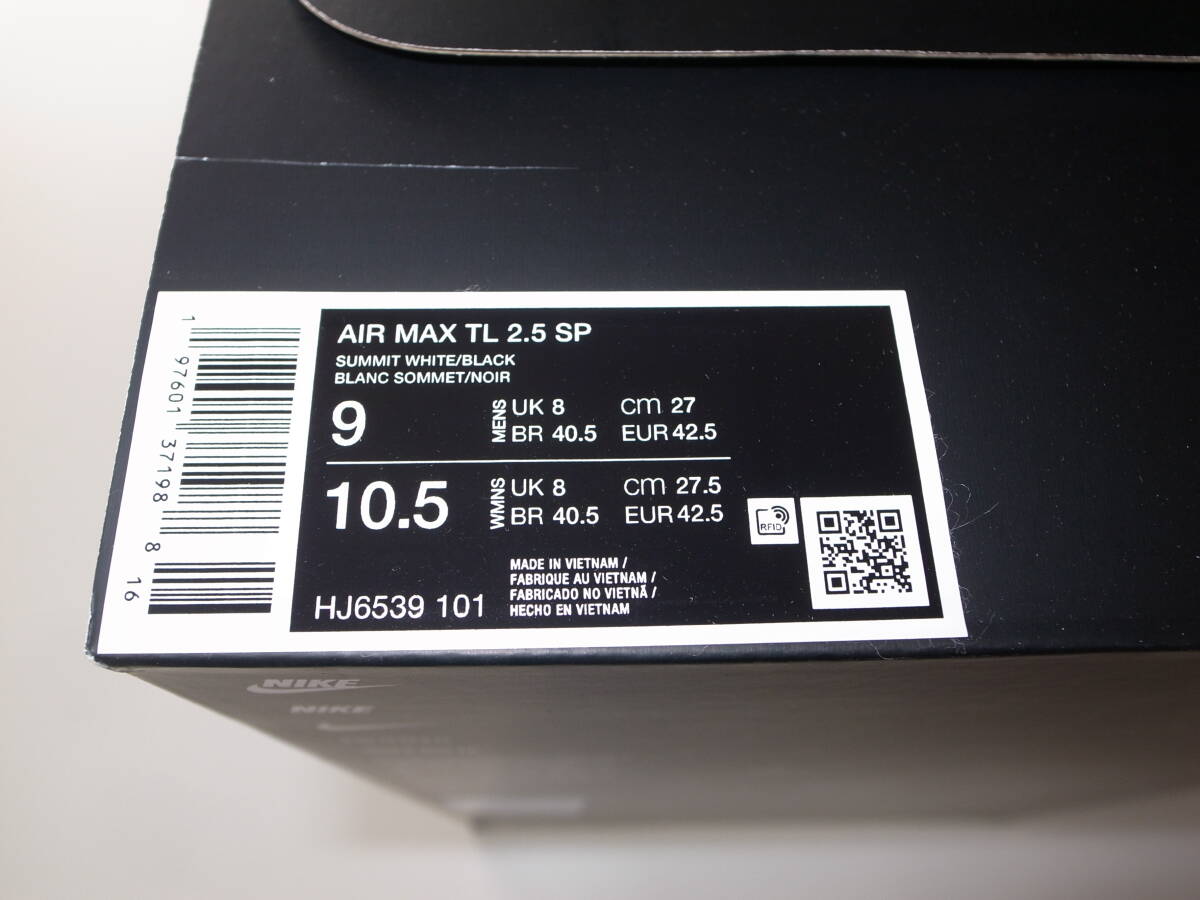 AIR MAX TL 2.5 SP
SUMMIT WHITE/BLACK
BLANC SOMMET/NOIR
9 MENS UK 8 cm 27
BR 40.5 EUR 42.5
10.5 WMNS UK 8 cm 27.5
BR 40.5 EUR 42.5
RFID
MADE IN VIETNAM /
FABRIQUE AU VIETNAM /
FABRICADO NO VIETNÃ /
HECHO EN VIETNAM
HJ6539 101
1 97601 37198 8 16
NIKE
NIKE